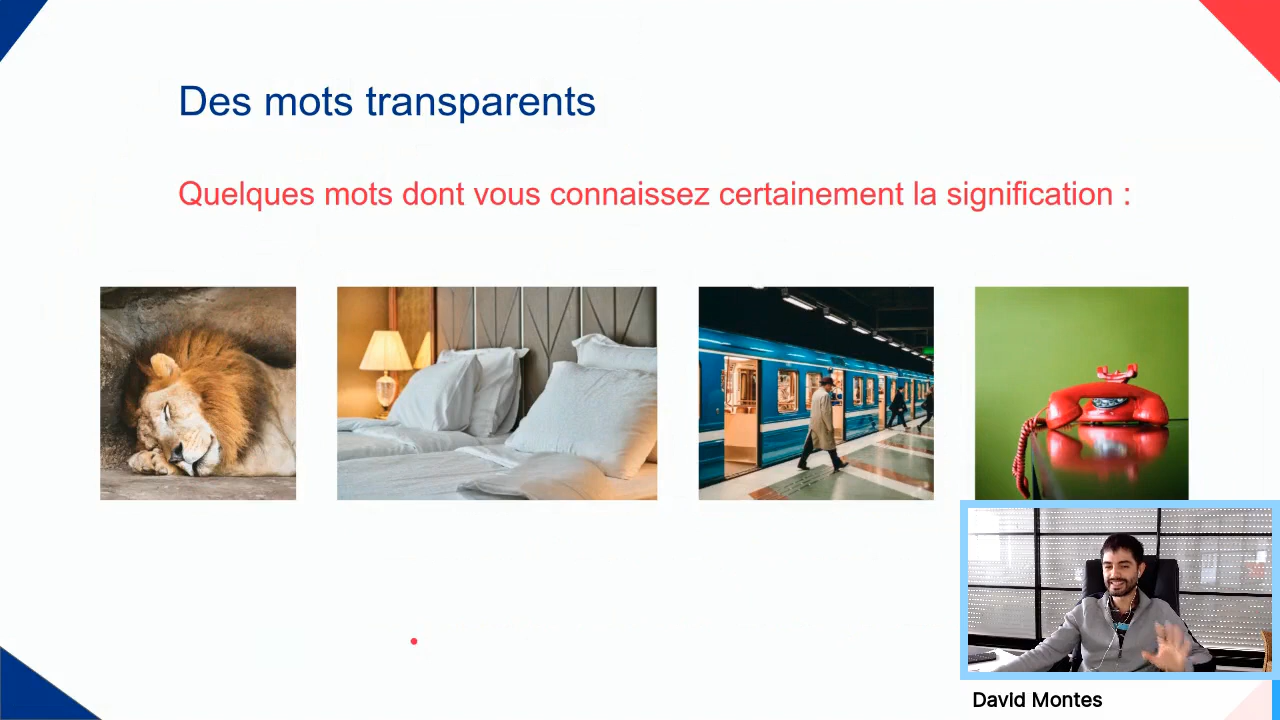 Des mots transparents
Quelques mots dont vous connaissez certainement la signification :
David Montes